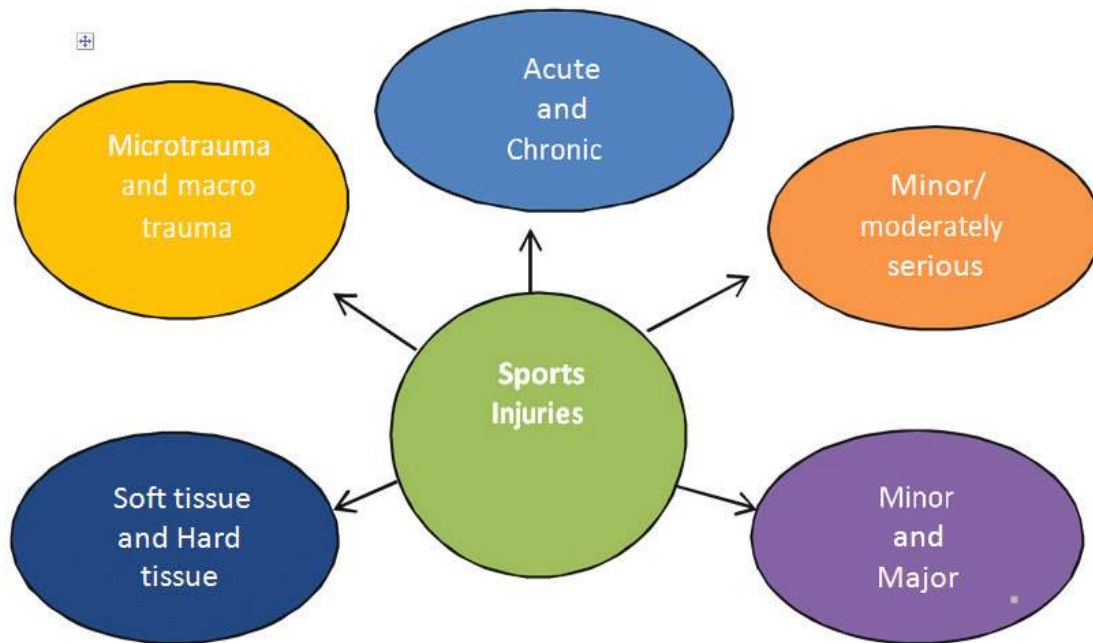 Acute
and
Chronic
Microtrauma
and macro
trauma
Minor/
moderately
serious
Sports
Injuries
Soft tissue
and Hard
tissue
Minor
and
Major